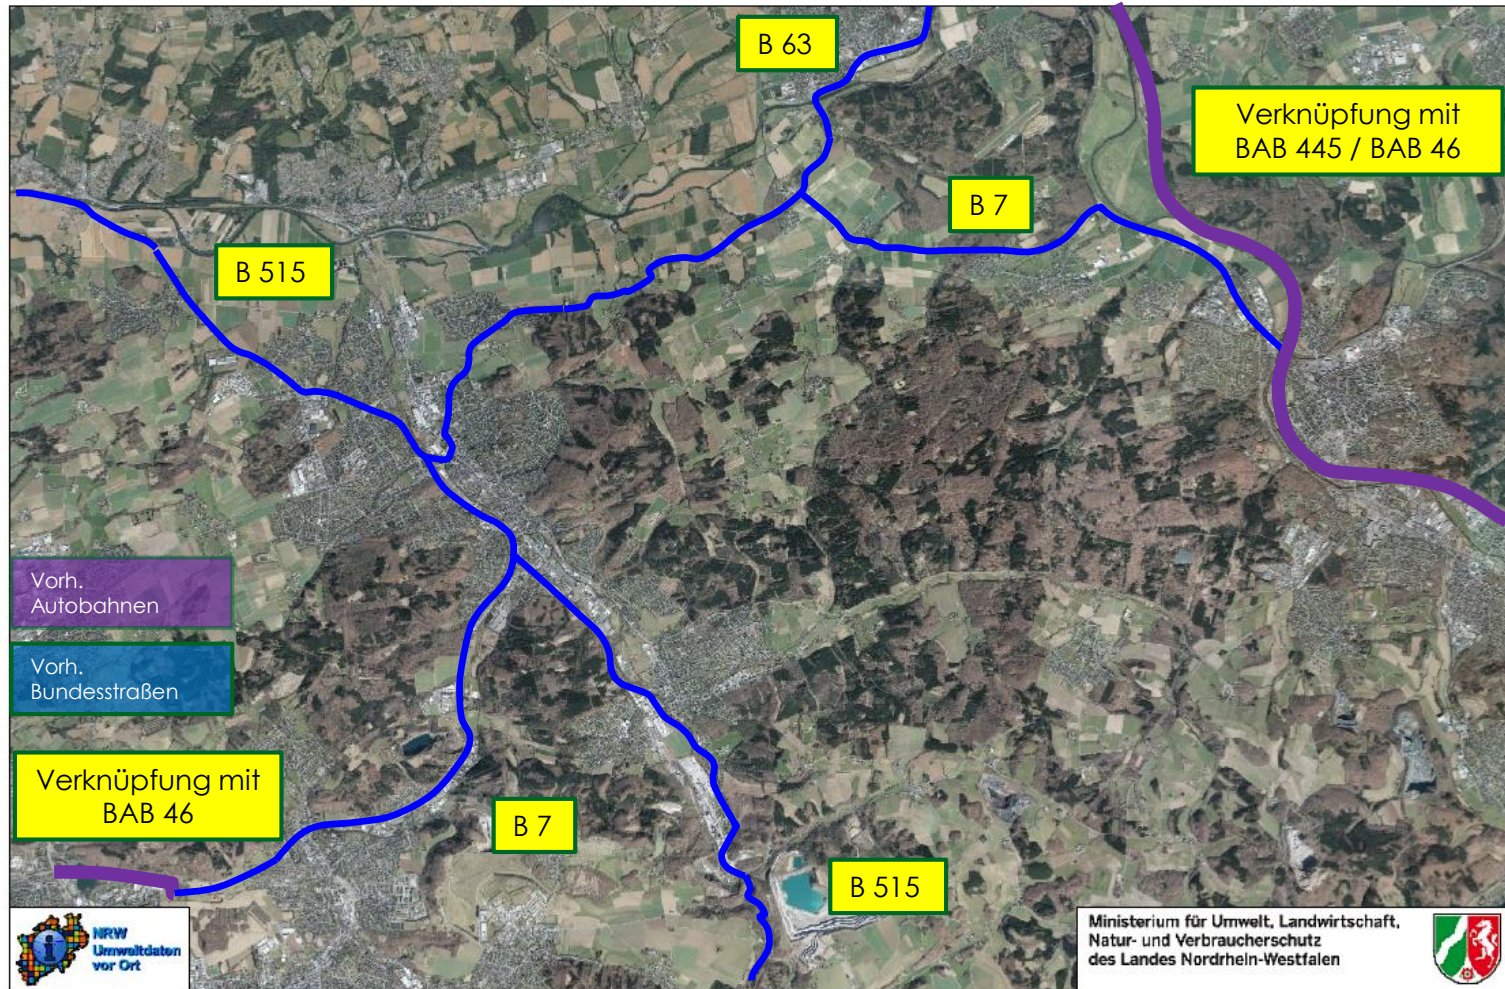 B 63
Verknüpfung mit
BAB 445 / BAB 46
B 7
B 515
Vorh.
Autobahnen
Vorh.
Bundesstraßen
Verknüpfung mit
BAB 46
B 7
B 515
NRW
Umweltdaten
vor Ort
Ministerium für Umwelt, Landwirtschaft,
Natur- und Verbraucherschutz
des Landes Nordrhein-Westfalen